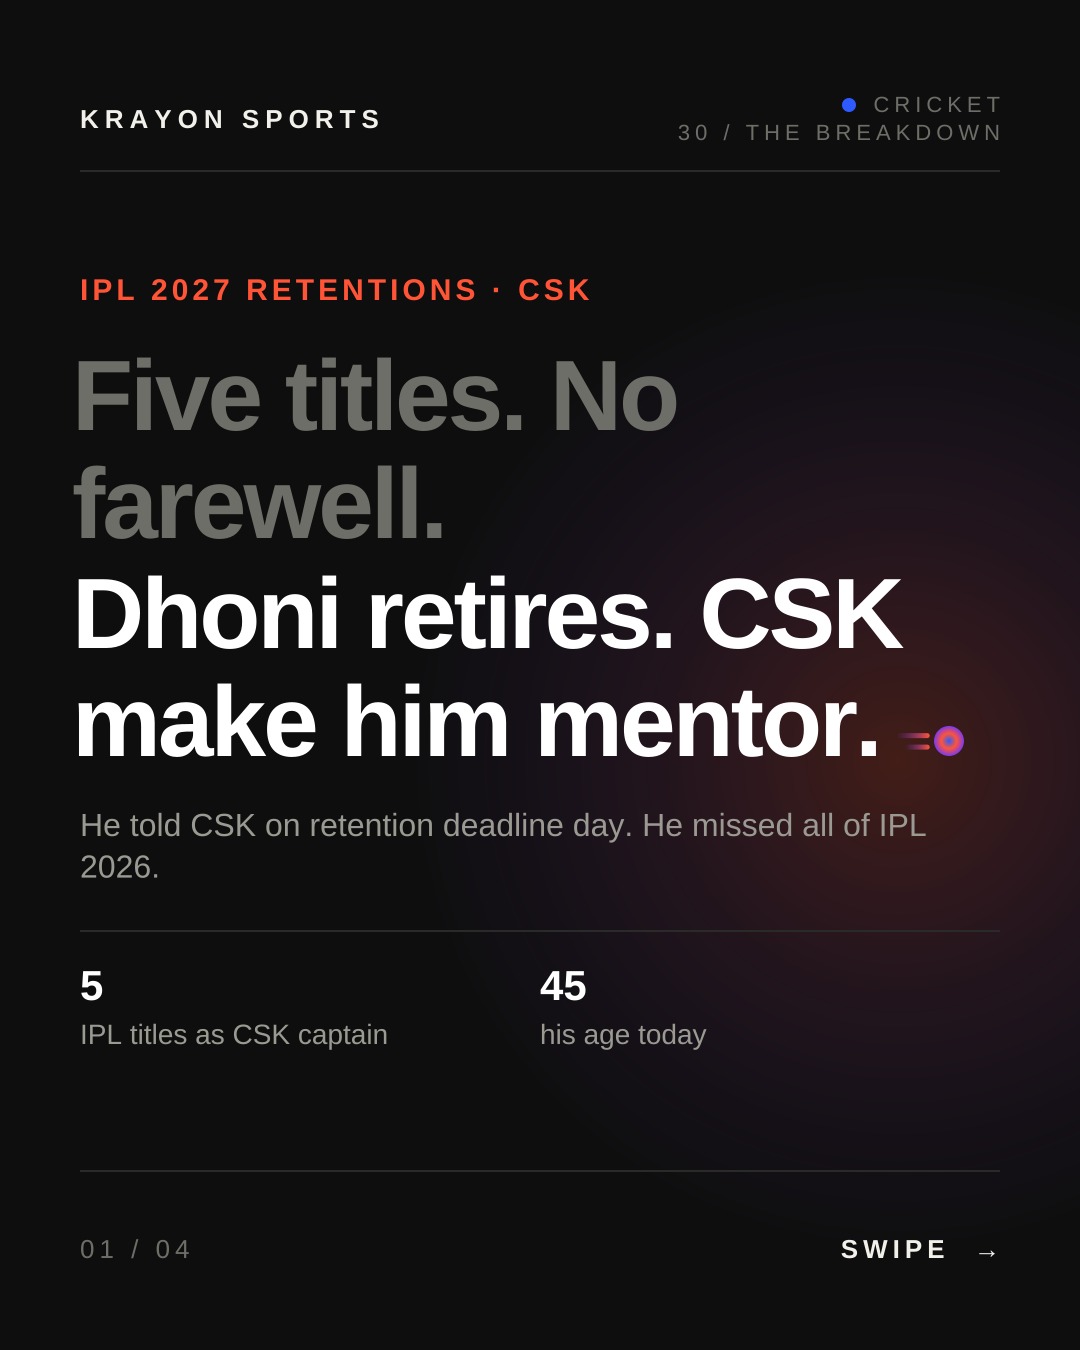 KRAYON SPORTS
CRICKET
30 / THE BREAKDOWN
IPL 2027 RETENTIONS · CSK
Five titles. No
farewell.
Dhoni retires. CSK
make him mentor.
He told CSK on retention deadline day. He missed all of IPL
2026.
5
IPL titles as CSK captain
45
his age today
01 / 04
SWIPE →